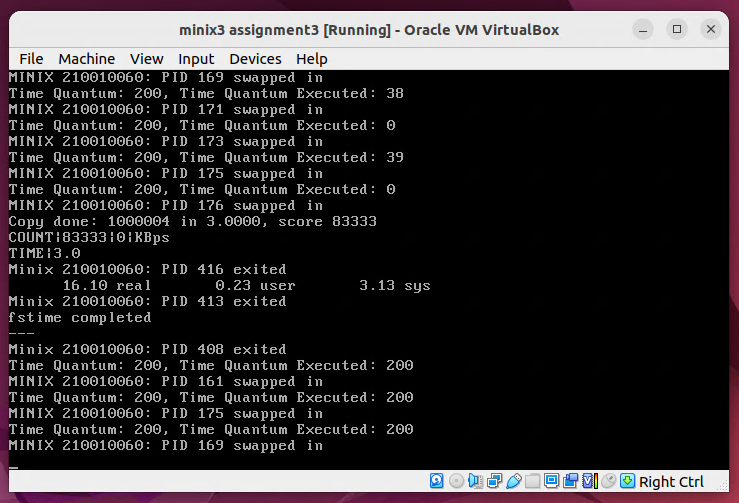 minix3 assignment3 [Running] - Oracle VM VirtualBox
File Machine View Input Devices Help
MINIX 210010060: PID 169 swapped in
Time Quantum: 200, Time Quantum Executed: 38
MINIX 210010060: PID 171 swapped in
Time Quantum: 200, Time Quantum Executed: 0
MINIX 210010060: PID 173 swapped in
Time Quantum: 200, Time Quantum Executed: 39
MINIX 210010060: PID 175 swapped in
Time Quantum: 200, Time Quantum Executed: 0
MINIX 210010060: PID 176 swapped in
Copy done: 1000004 in 3.0000, score 83333
COUNT|83333|0|KBps
TIME|3.0
Minix 210010060: PID 416 exited
16.10 real 0.23 user 3.13 sys
Minix 210010060: PID 413 exited
fstime completed
---
Minix 210010060: PID 408 exited
Time Quantum: 200, Time Quantum Executed: 200
MINIX 210010060: PID 161 swapped in
Time Quantum: 200, Time Quantum Executed: 200
MINIX 210010060: PID 175 swapped in
Time Quantum: 200, Time Quantum Executed: 200
MINIX 210010060: PID 169 swapped in
Right Ctrl